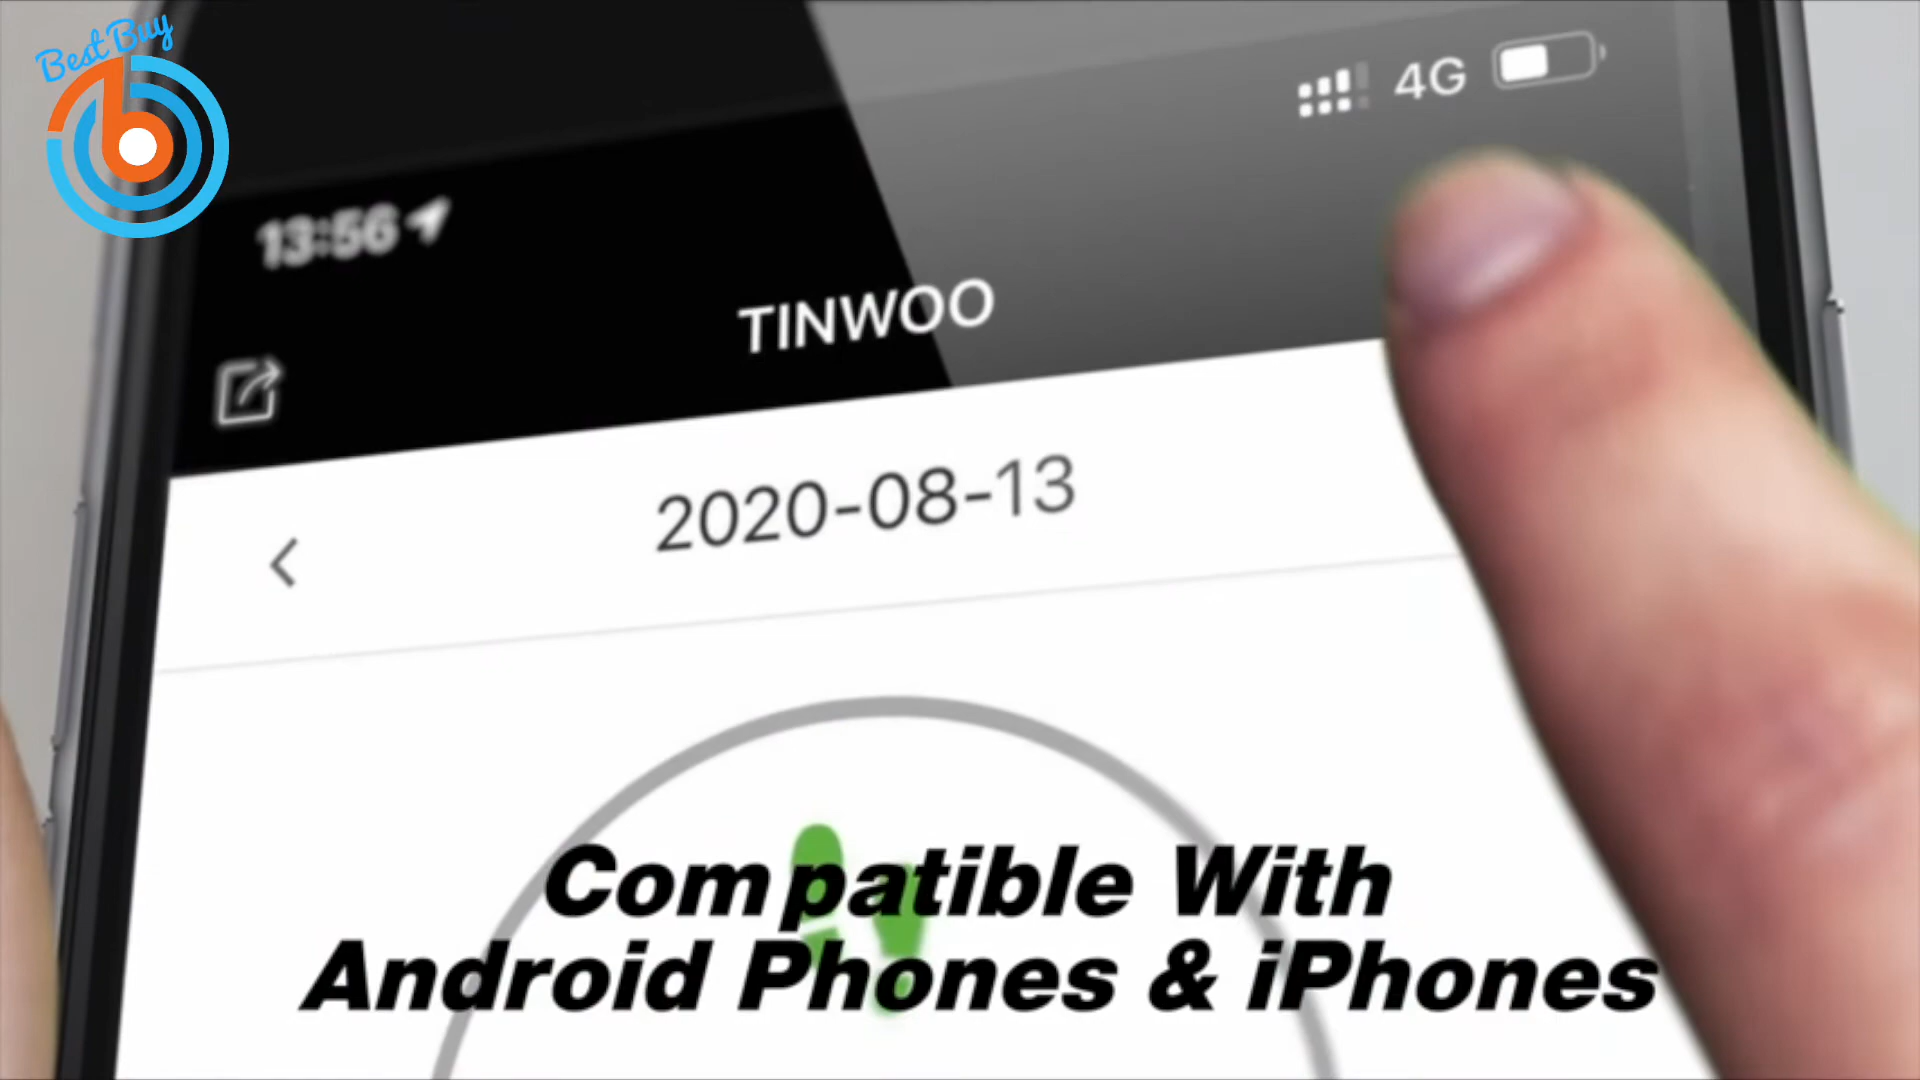 Best Buy
4G
13:56
TINWOO
2020-08-13
Compatible With
Android Phones & iPhones